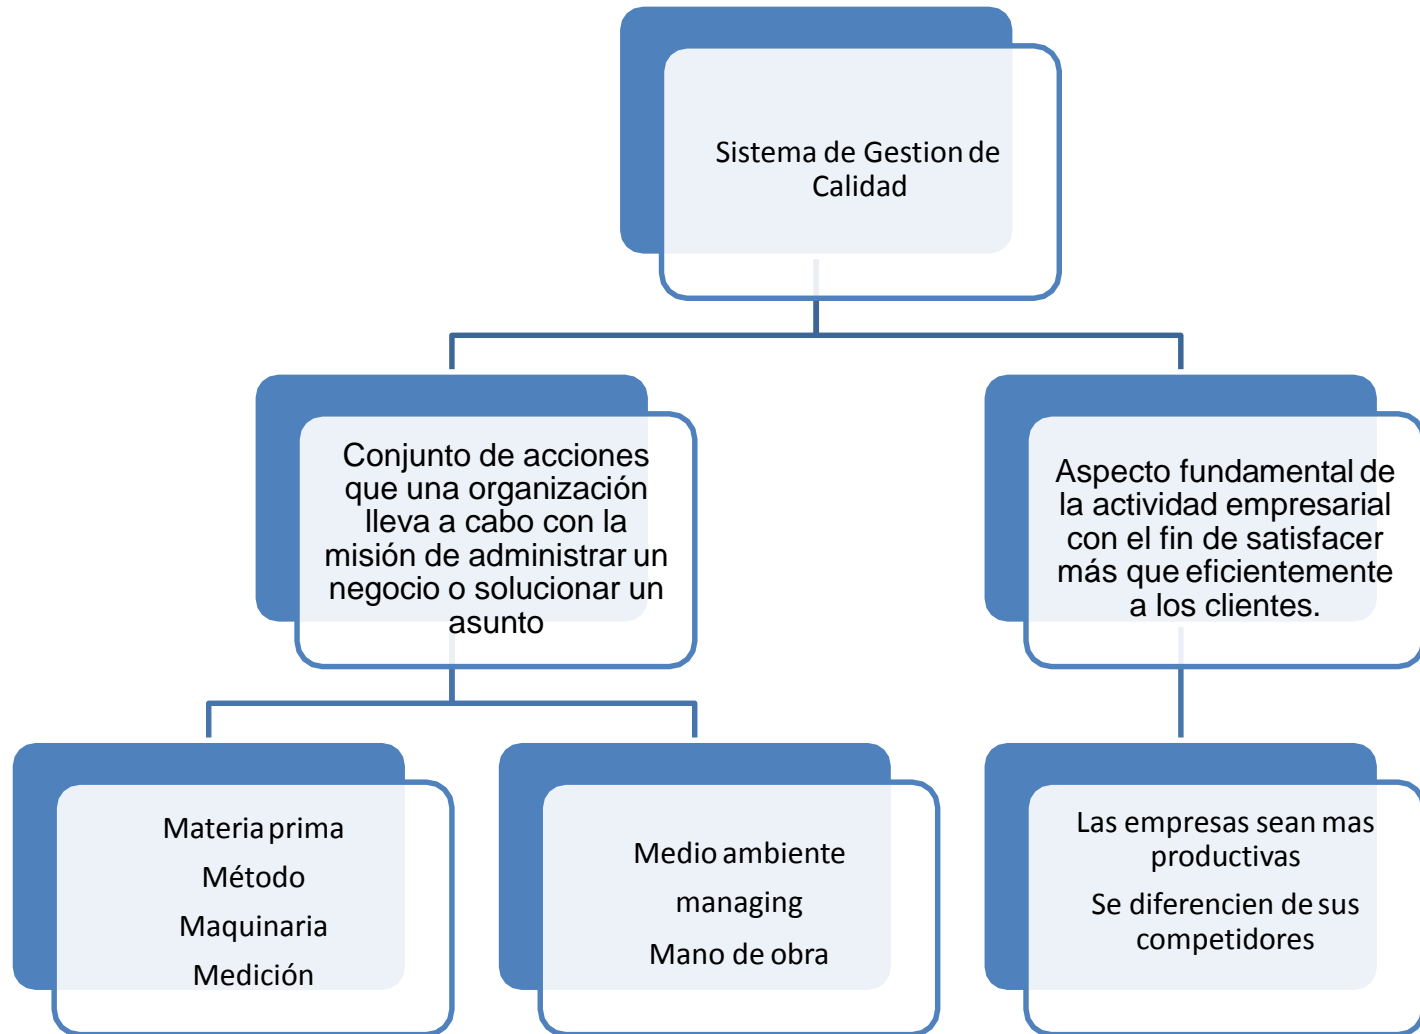 Sistema de Gestion de
Calidad
Conjunto de acciones
que una organización
lleva a cabo con la
misión de administrar un
negocio o solucionar un
asunto
Aspecto fundamental de
la actividad empresarial
con el fin de satisfacer
más que eficientemente
a los clientes.
Materia prima
Método
Maquinaria
Medición
Medio ambiente
managing
Mano de obra
Las empresas sean mas
productivas
Se diferencien de sus
competidores